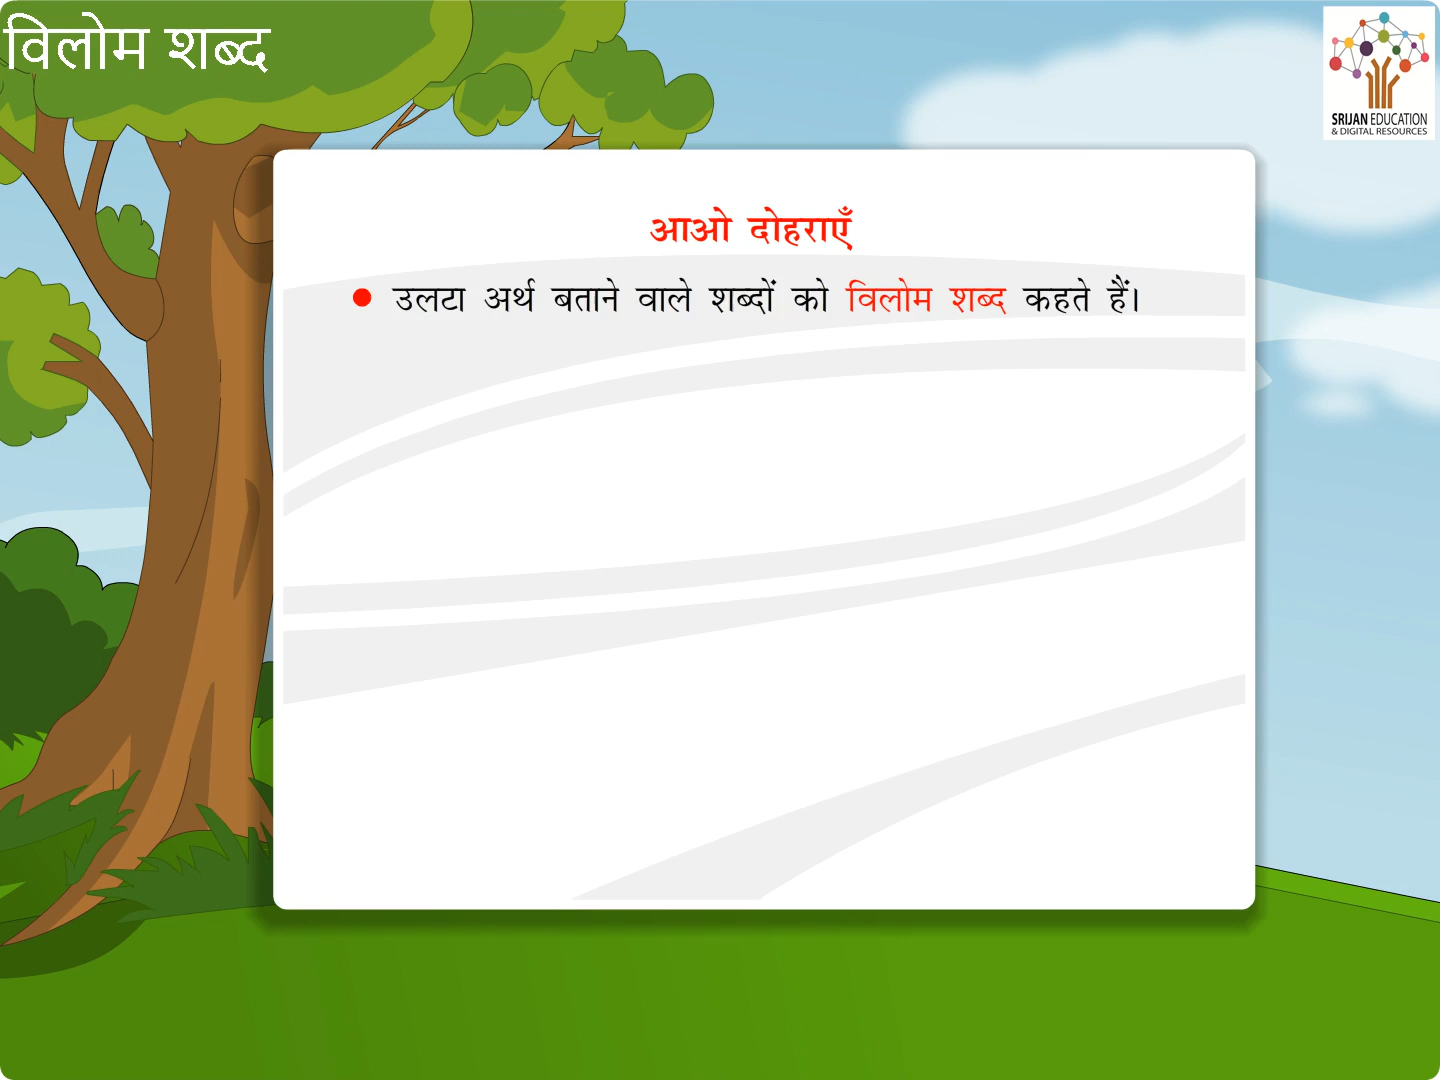 विलोम शब्द
SRIJAN EDUCATION
& DIGITAL RESOURCES
आओ दोहराएँ
उलटा अर्थ बताने वाले शब्दों को विलोम शब्द कहते हैं।